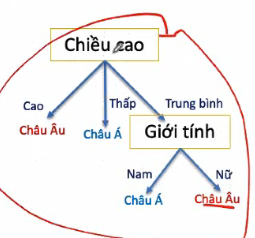 Chiều cao
Cao
Thấp
Trung bình
Châu Âu
Châu Á
Giới tính
Nam
Nữ
Châu Á
Châu Âu